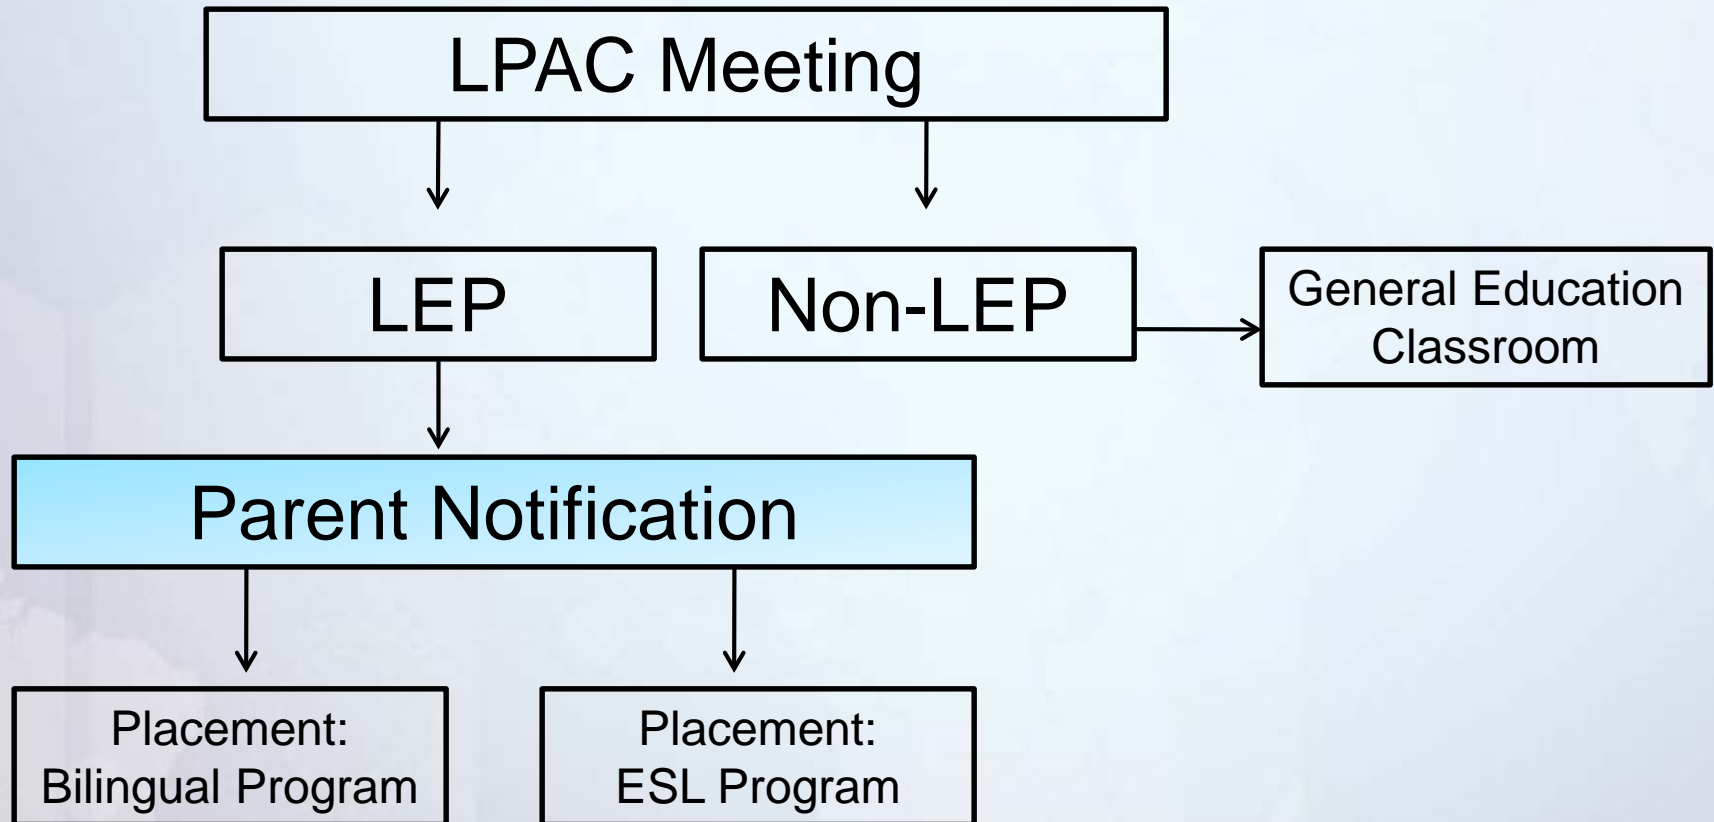 LPAC Meeting
LEP
Non-LEP
General Education
Classroom
Parent Notification
Placement:
Bilingual Program
Placement:
ESL Program